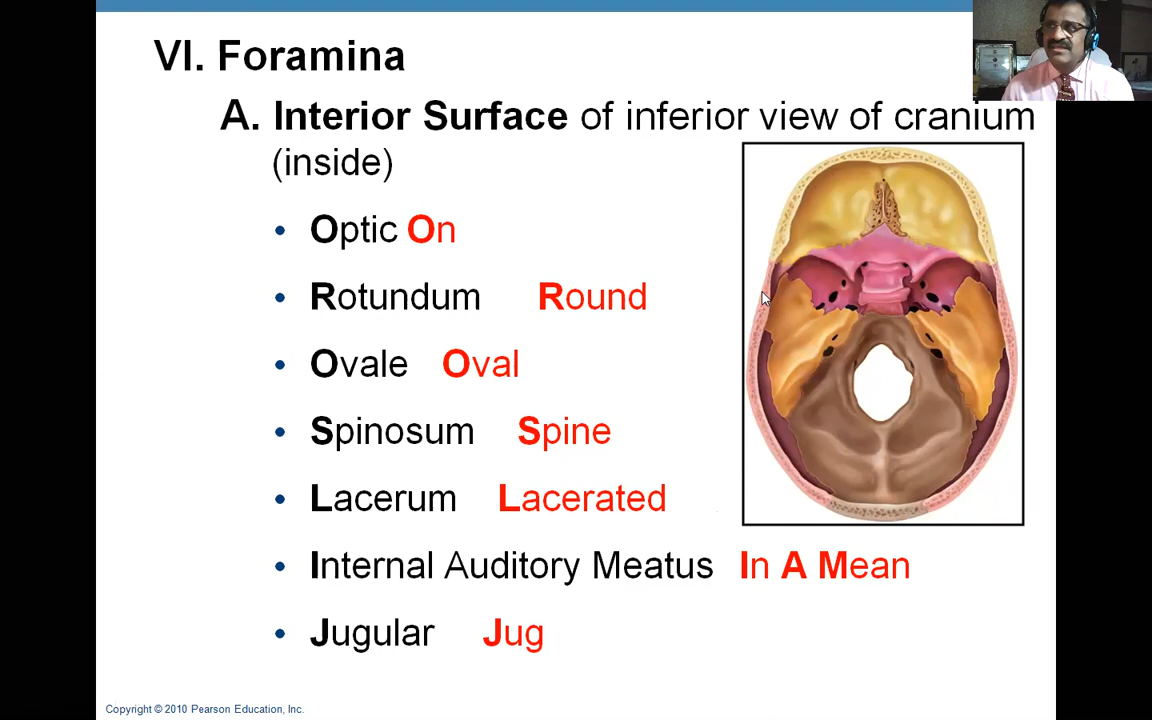 VI. Foramina
A. Interior Surface of inferior view of cranium
(inside)
• Optic On
• Rotundum Round
• Ovale Oval
• Spinosum Spine
• Lacerum Lacerated
• Internal Auditory Meatus In A Mean
• Jugular Jug
Copyright © 2010 Pearson Education, Inc.